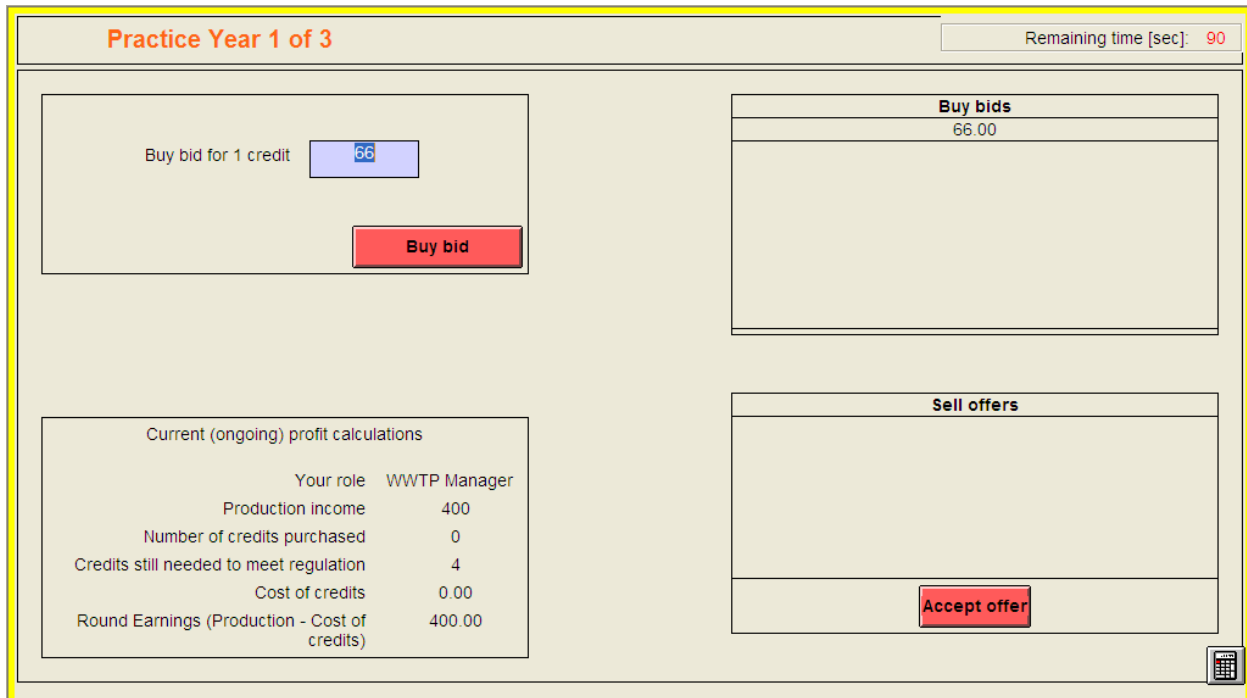 Practice Year 1 of 3
Remaining time [sec]: 90
Buy bid for 1 credit 66
Buy bid
Buy bids
66.00
Sell offers
Accept offer
Current (ongoing) profit calculations
Your role WWTP Manager
Production income 400
Number of credits purchased 0
Credits still needed to meet regulation 4
Cost of credits 0.00
Round Earnings (Production - Cost of 400.00
credits)